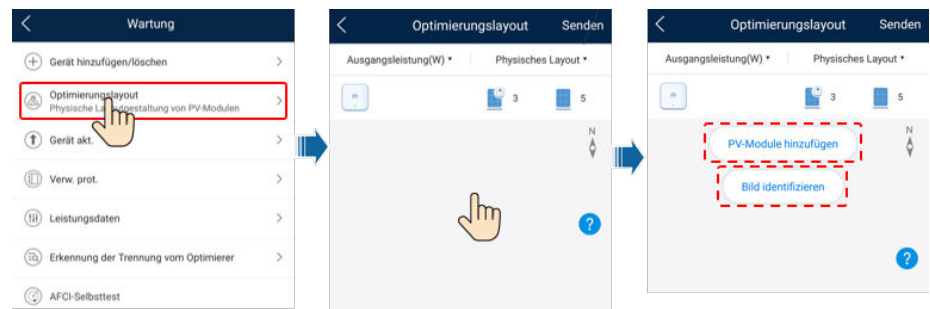 Wartung
Gerät hinzufügen/löschen
Optimierungslayout
Physische Layoutgestaltung von PV-Modulen
Gerät akt.
Verw. prot.
Leistungsdaten
Erkennung der Trennung vom Optimierer
AFCI-Selbsttest
Optimierungslayout Senden
Ausgangsleistung(W) Physisches Layout
3 5
N
?
Optimierungslayout Senden
Ausgangsleistung(W) Physisches Layout
3 5
N
PV-Module hinzufügen
Bild identifizieren
?